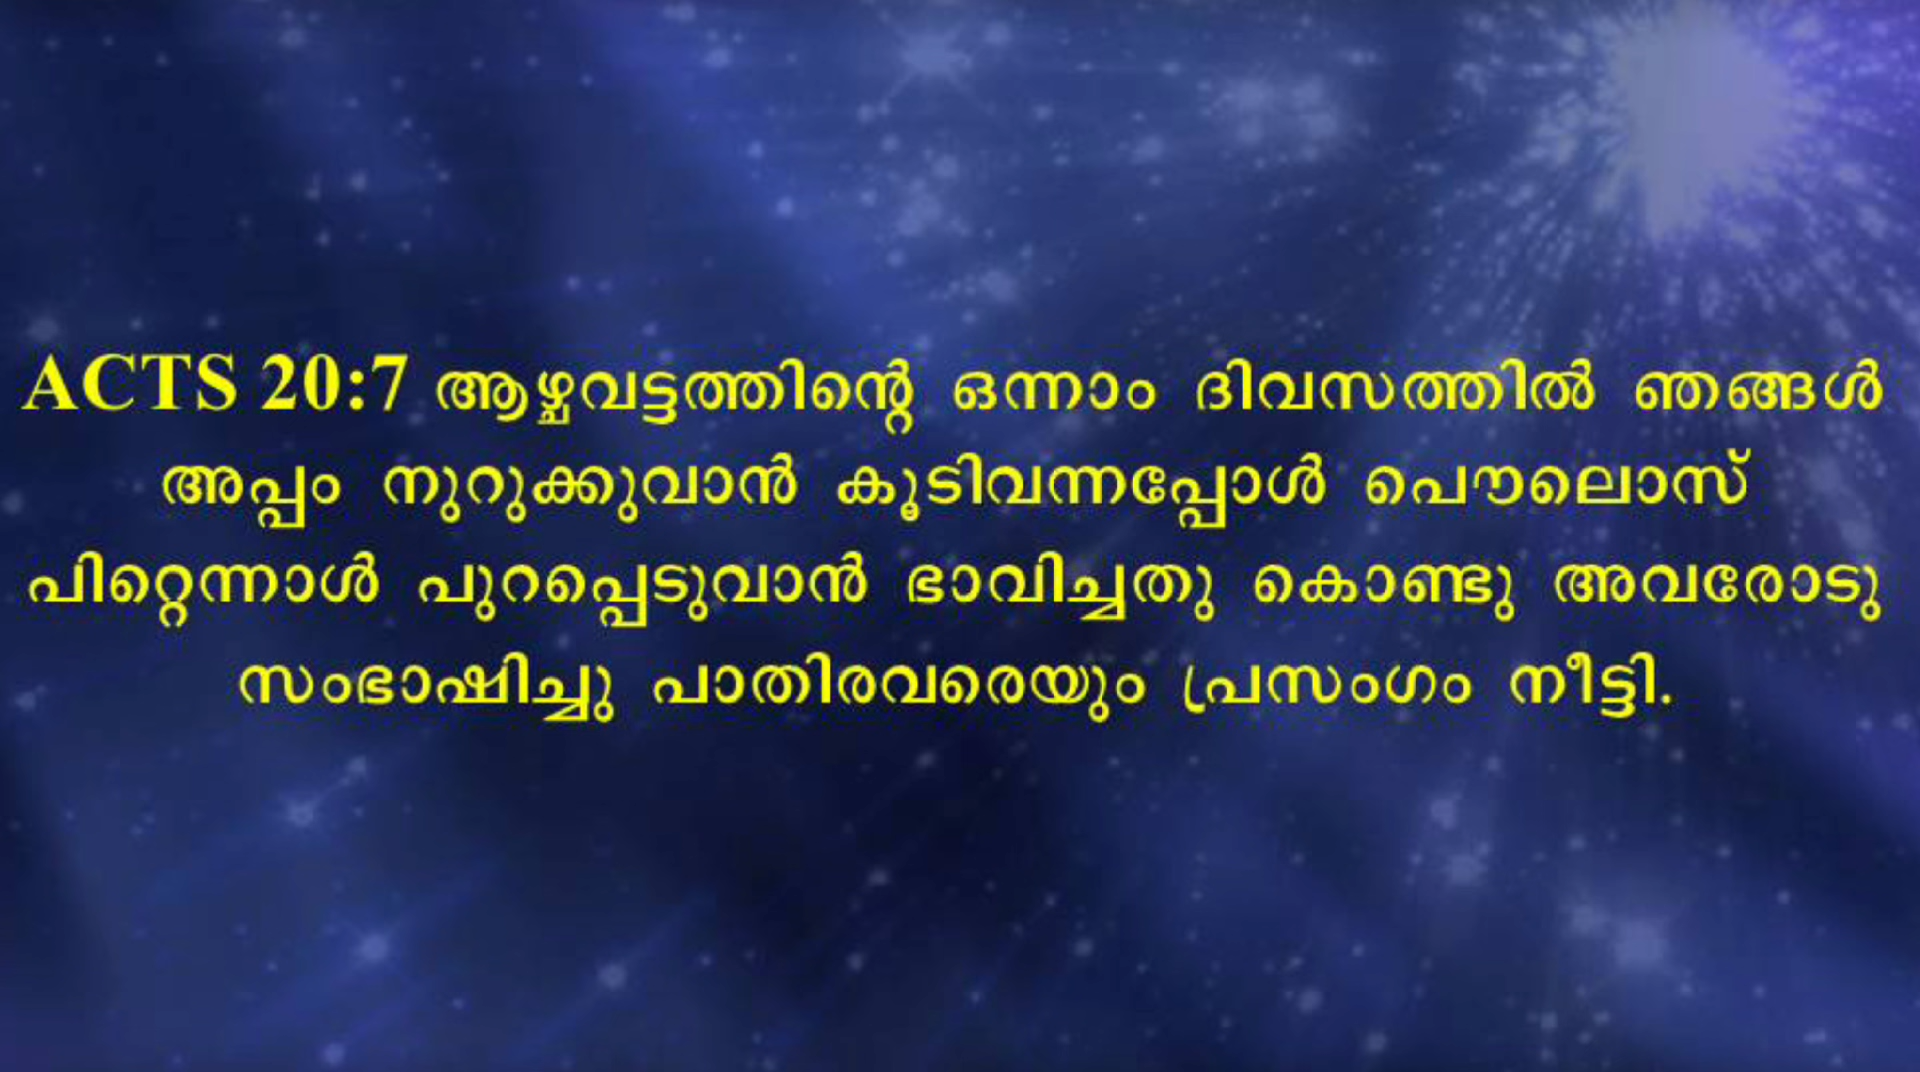 ACTS 20:7 ആഴ്ചവട്ടത്തിന്റെ ഒന്നാം ദിവസത്തിൽ ഞങ്ങൾ
അപ്പം നുറുക്കുവാൻ കൂടിവന്നപ്പോൾ പൌലൊസ്
പിറ്റെന്നാൾ പുറപ്പെടുവാൻ ഭാവിച്ചതു കൊണ്ടു അവരോടു
സംഭാഷിച്ചു പാതിരവരെയും പ്രസംഗം നീട്ടി.